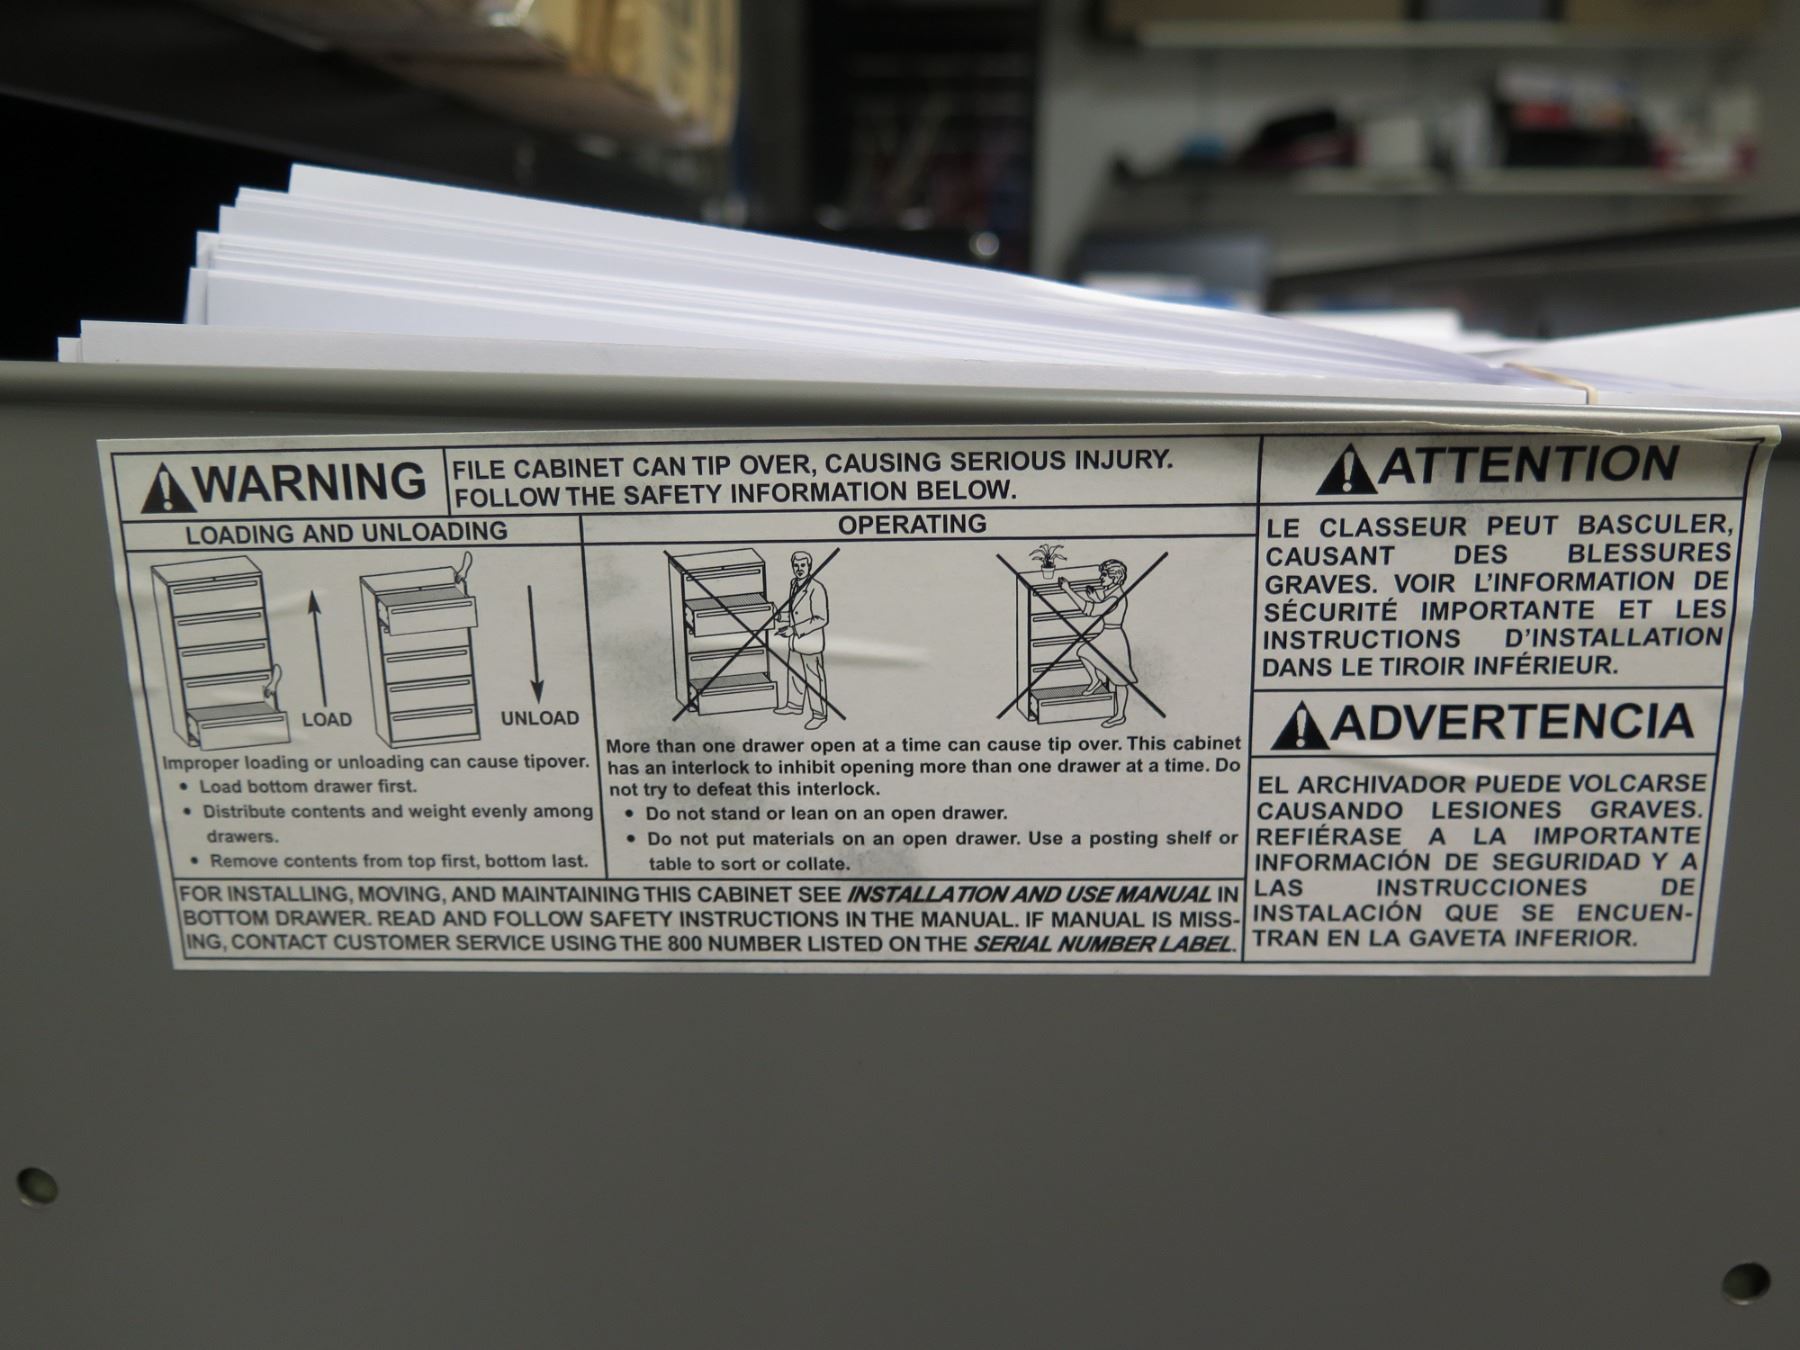 WARNING
FILE CABINET CAN TIP OVER, CAUSING SERIOUS INJURY.
FOLLOW THE SAFETY INFORMATION BELOW.
LOADING AND UNLOADING
LOAD
UNLOAD
Improper loading or unloading can cause tipover.
• Load bottom drawer first.
• Distribute contents and weight evenly among
drawers.
• Remove contents from top first, bottom last.
OPERATING
More than one drawer open at a time can cause tip over. This cabinet
has an interlock to inhibit opening more than one drawer at a time. Do
not try to defeat this interlock.
• Do not stand or lean on an open drawer.
• Do not put materials on an open drawer. Use a posting shelf or
table to sort or collate.
FOR INSTALLING, MOVING, AND MAINTAINING THIS CABINET SEE INSTALLATION AND USE MANUAL IN
BOTTOM DRAWER. READ AND FOLLOW SAFETY INSTRUCTIONS IN THE MANUAL. IF MANUAL IS MISS-
ING, CONTACT CUSTOMER SERVICE USING THE 800 NUMBER LISTED ON THE SERIAL NUMBER LABEL.
ATTENTION
LE CLASSEUR PEUT BASCULER,
CAUSANT DES BLESSURES
GRAVES. VOIR L'INFORMATION DE
SÉCURITÉ IMPORTANTE ET LES
INSTRUCTIONS D'INSTALLATION
DANS LE TIROIR INFÉRIEUR.
ADVERTENCIA
EL ARCHIVADOR PUEDE VOLCARSE
CAUSANDO LESIONES GRAVES.
REFIÉRASE A LA IMPORTANTE
INFORMACIÓN DE SEGURIDAD Y A
LAS INSTRUCCIONES DE
INSTALACIÓN QUE SE ENCUEN-
TRAN EN LA GAVETA INFERIOR.